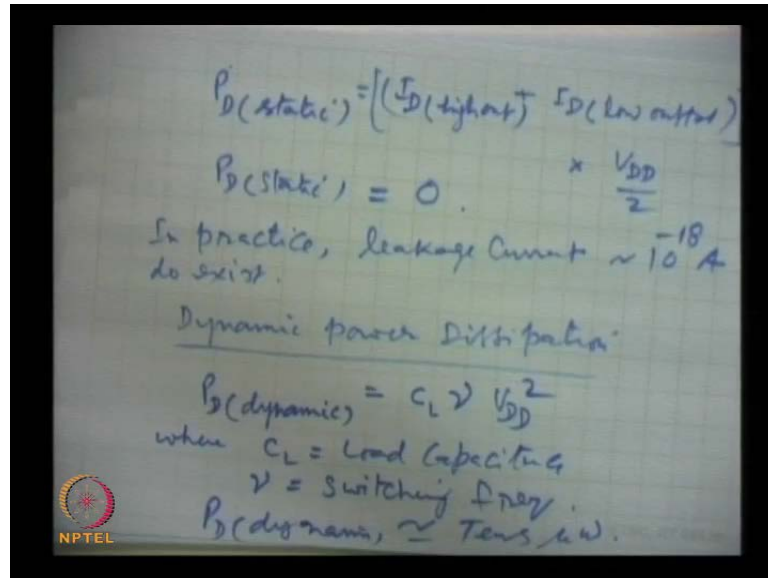 P_D(static) = [(I_D(high out) + I_D(low output)
P_D(static) = 0 . × V_DD/2
In practice, leakage Current ~ 10^-18 A
do exist.
Dynamic power Dissipation
P_D(dynamic) = C_L ν V_DD^2
where C_L = Load Capacitance
ν = switching freq.
P_D(dynamic) ≃ Tens μW.
NPTEL